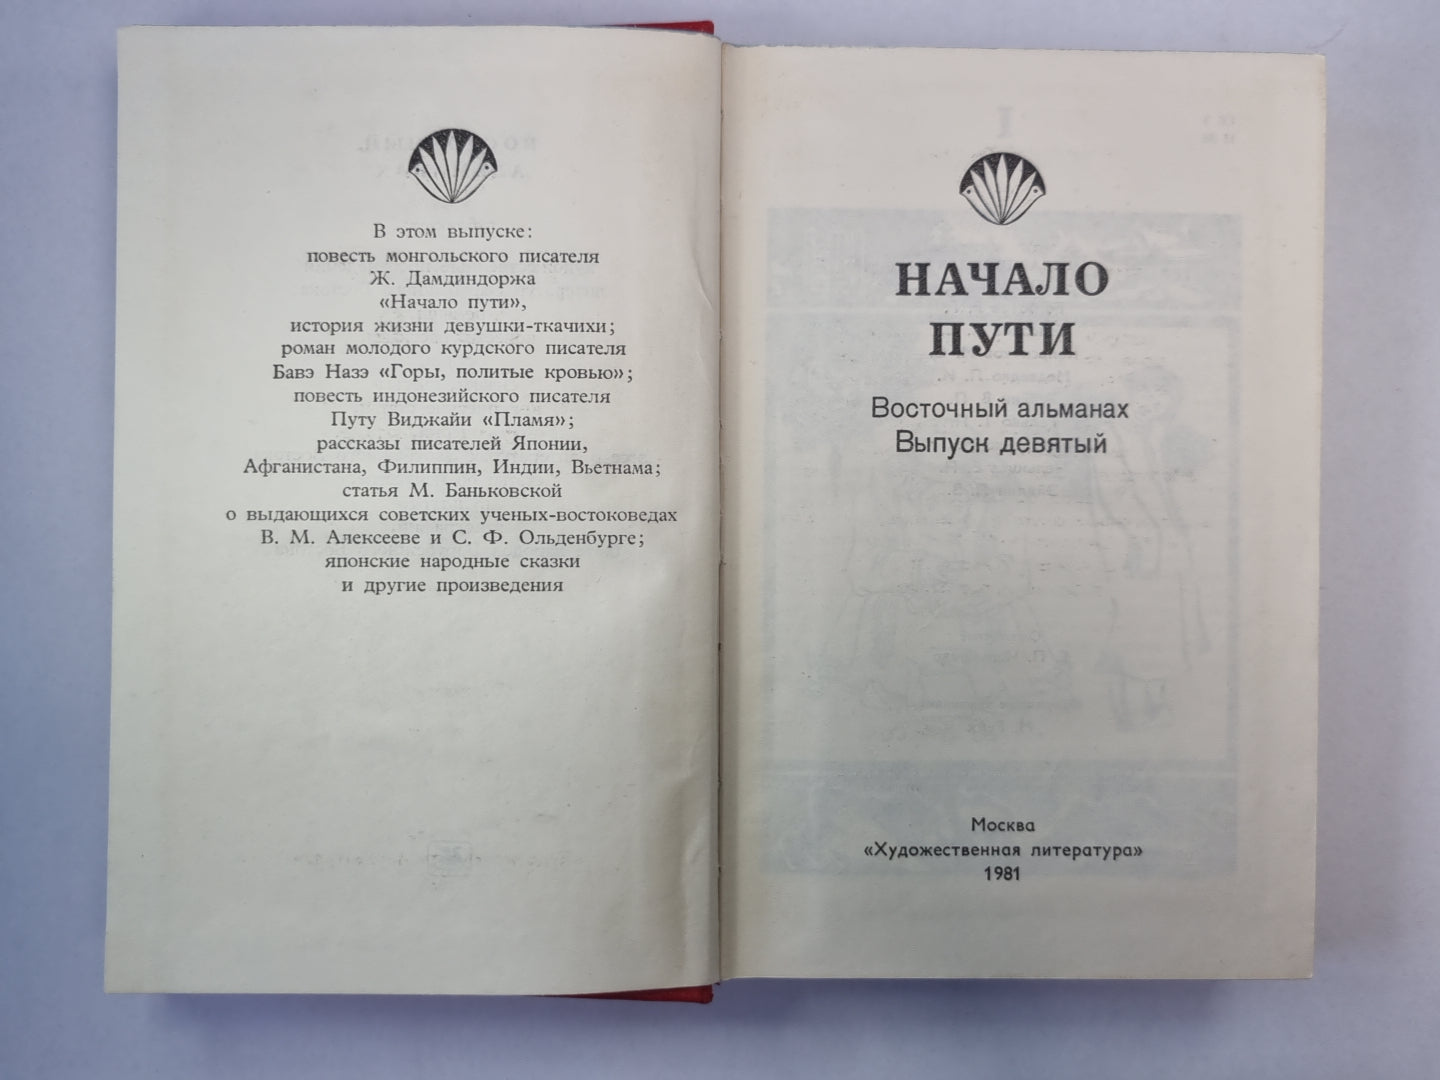 В этом выпуске:
повесть монгольского писателя
Ж. Дамдиндоржа
«Начало пути»,
история жизни девушки-ткачихи;
роман молодого курдского писателя
Бавэ Назэ «Горы, политые кровью»;
повесть индонезийского писателя
Путу Виджайи «Пламя»;
рассказы писателей Японии,
Афганистана, Филиппин, Индии, Вьетнама;
статья М. Баньковской
о выдающихся советских ученых-востоковедах
В. М. Алексееве и С. Ф. Ольденбурге;
японские народные сказки
и другие произведения
НАЧАЛО
ПУТИ
Восточный альманах
Выпуск девятый
Москва
«Художественная литература»
1981